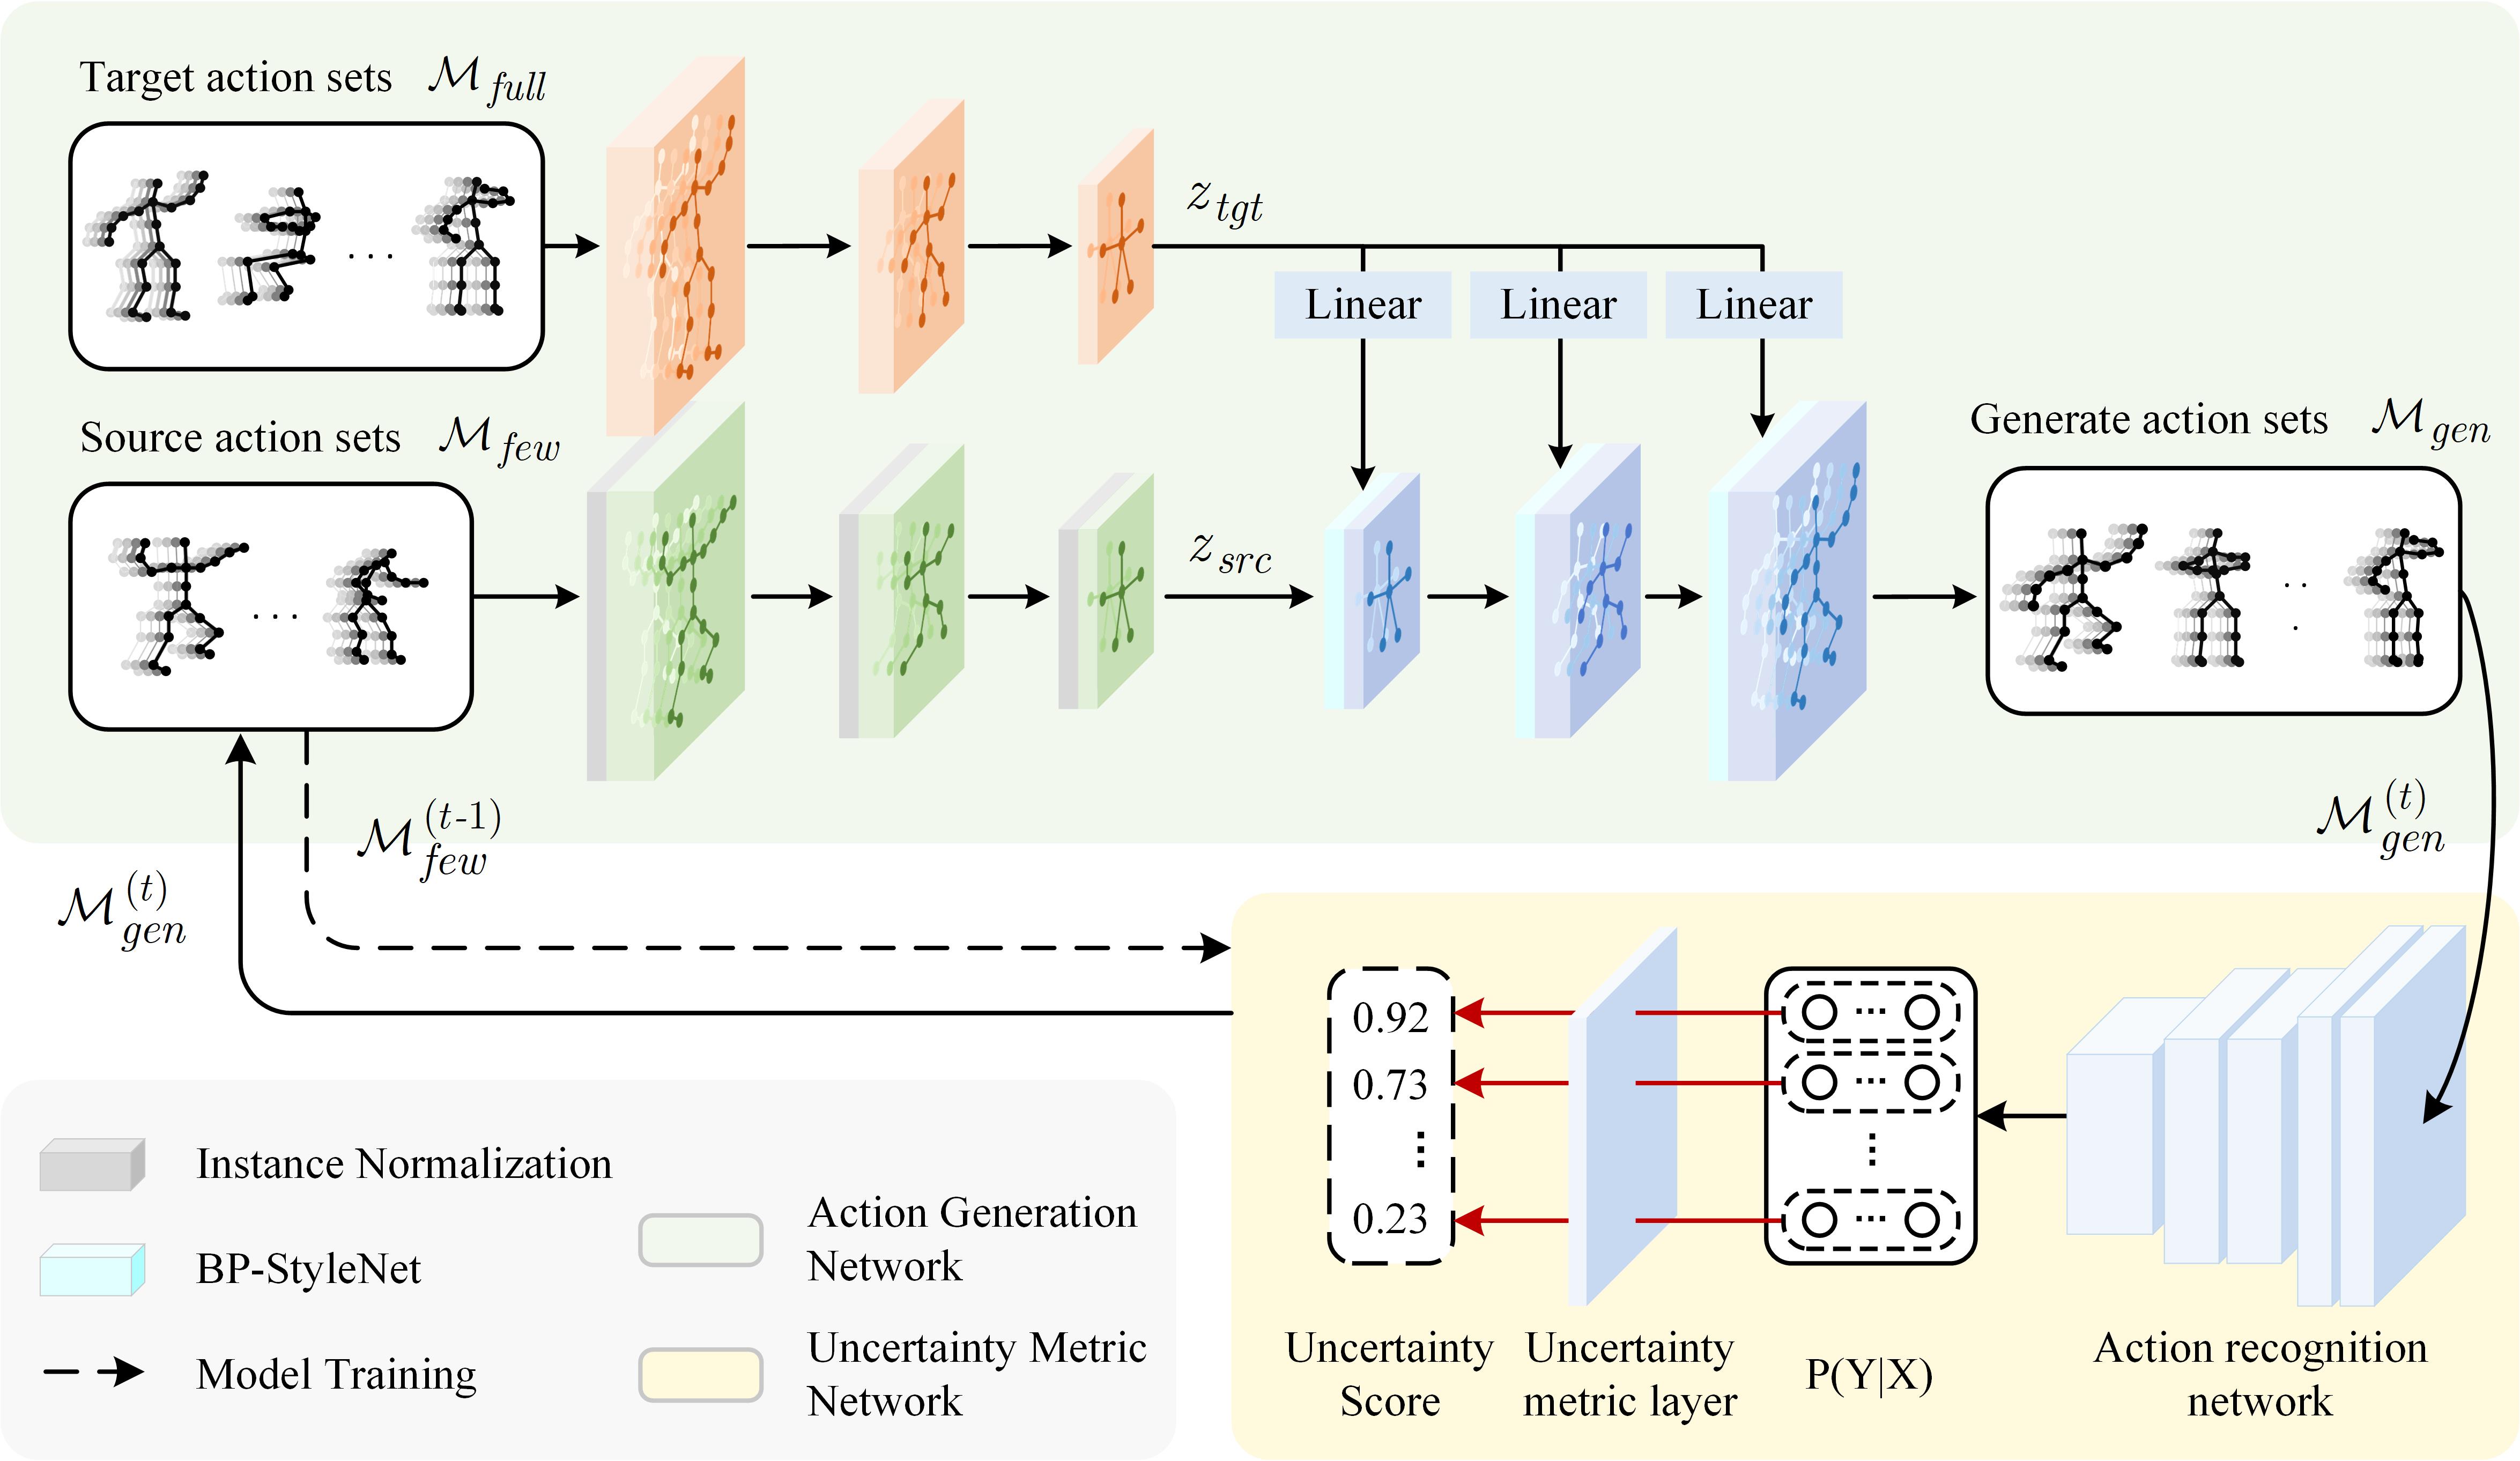 Target action sets $\mathcal{M}_{full}$
$z_{tgt}$
Linear Linear Linear
Source action sets $\mathcal{M}_{few}$
$z_{src}$
Generate action sets $\mathcal{M}_{gen}$
$\mathcal{M}_{few}^{(t-1)}$
$\mathcal{M}_{gen}^{(t)}$
$\mathcal{M}_{gen}^{(t)}$
0.92
0.73
0.23
Uncertainty
Score
Uncertainty
metric layer
P(Y|X)
Action recognition
network
Instance Normalization
BP-StyleNet
Model Training
Action Generation
Network
Uncertainty Metric
Network